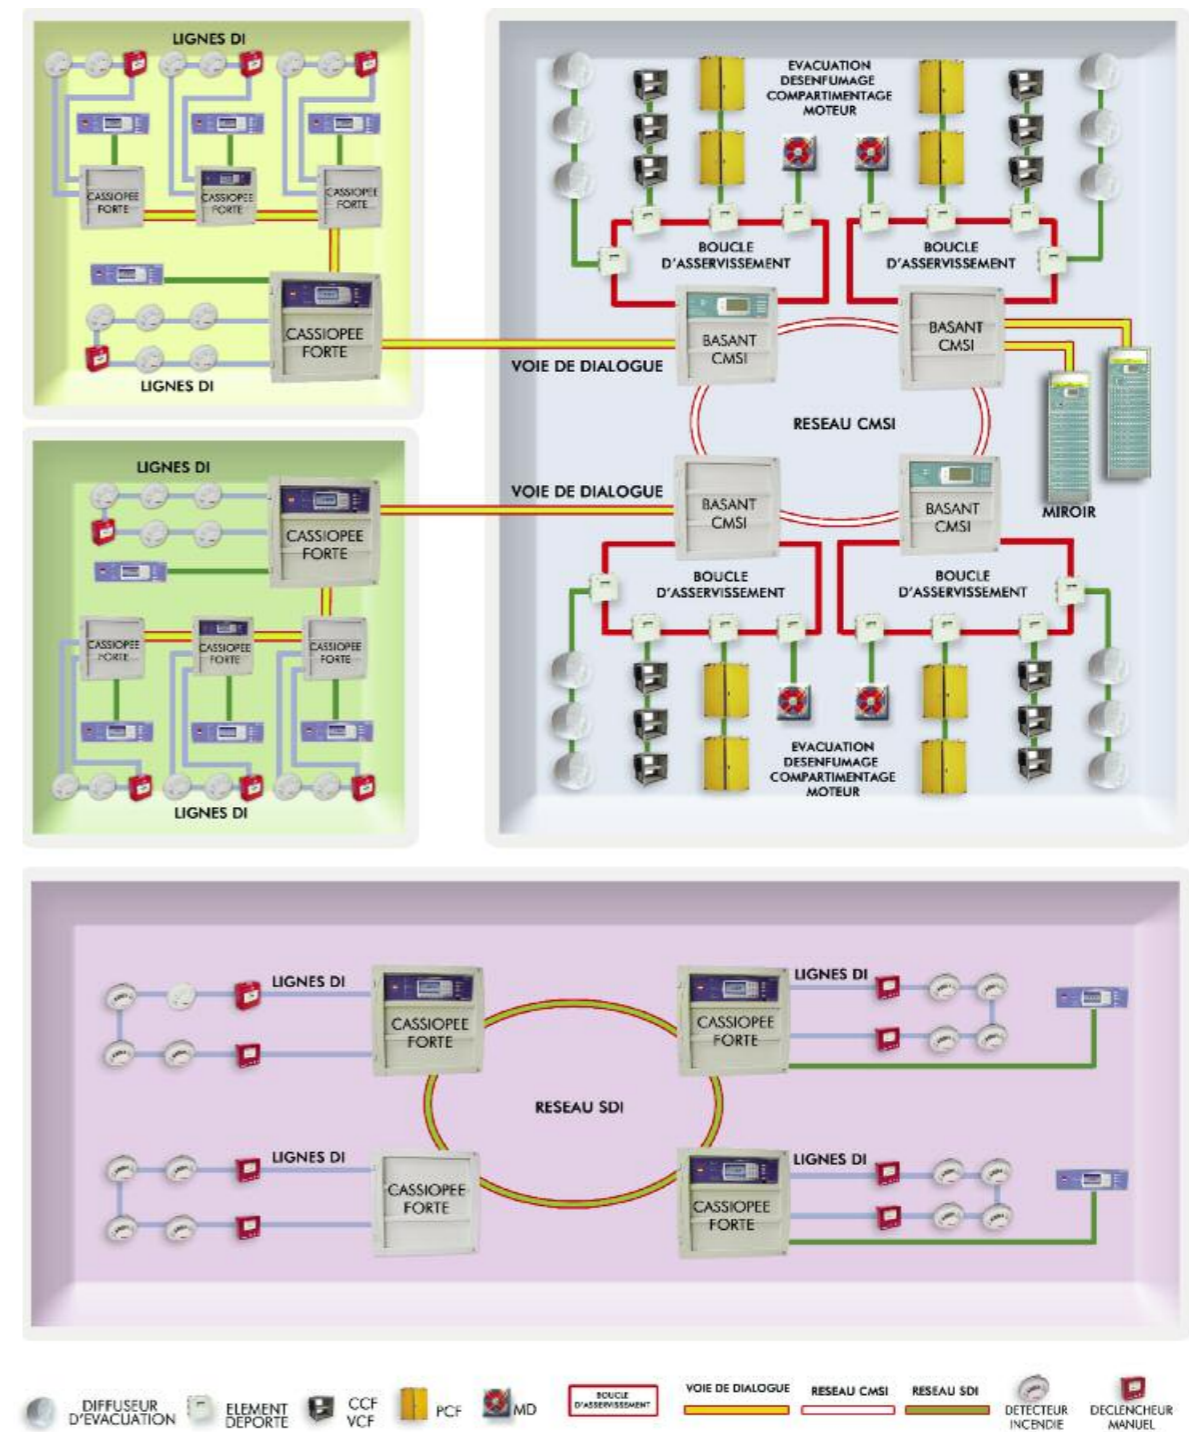 LIGNES DI
CASSIOPEE
FORTE
CASSIOPEE
FORTE
CASSIOPEE
FORTE
CASSIOPEE
FORTE
LIGNES DI
EVACUATION
DESENFUMAGE
COMPARTIMENTAGE
MOTEUR
BOUCLE
D'ASSERVISSEMENT
BOUCLE
D'ASSERVISSEMENT
BASANT
CMSI
BASANT
CMSI
VOIE DE DIALOGUE
RESEAU CMSI
MIROIR
LIGNES DI
CASSIOPEE
FORTE
VOIE DE DIALOGUE
BASANT
CMSI
BASANT
CMSI
BOUCLE
D'ASSERVISSEMENT
BOUCLE
D'ASSERVISSEMENT
CASSIOPEE
FORTE
CASSIOPEE
FORTE
CASSIOPEE
FORTE
LIGNES DI
EVACUATION
DESENFUMAGE
COMPARTIMENTAGE
MOTEUR
LIGNES DI
CASSIOPEE
FORTE
CASSIOPEE
FORTE
LIGNES DI
RESEAU SDI
LIGNES DI
CASSIOPEE
FORTE
CASSIOPEE
FORTE
LIGNES DI
DIFFUSEUR
D'EVACUATION
ELEMENT
DEPORTE
CCF
VCF
PCF
MD
BOUCLE
D'ASSERVISSEMENT
VOIE DE DIALOGUE
RESEAU CMSI
RESEAU SDI
DETECTEUR
INCENDIE
DECLENCHEUR
MANUEL